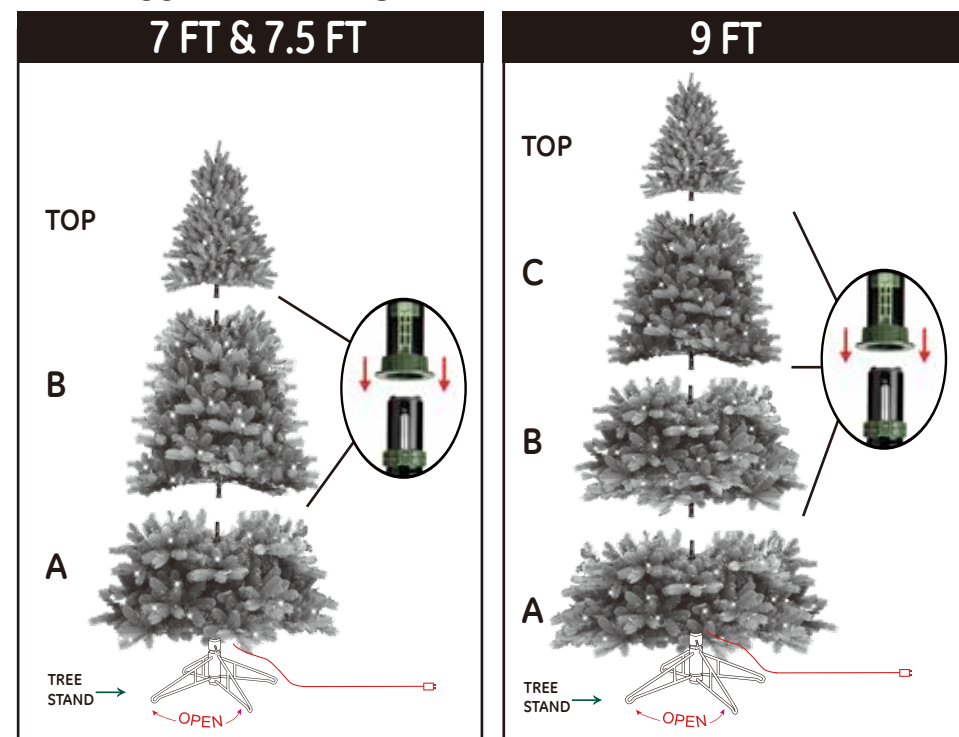 7 FT & 7.5 FT
TOP
B
A
TREE
STAND
OPEN
9 FT
TOP
C
B
A
TREE
STAND
OPEN